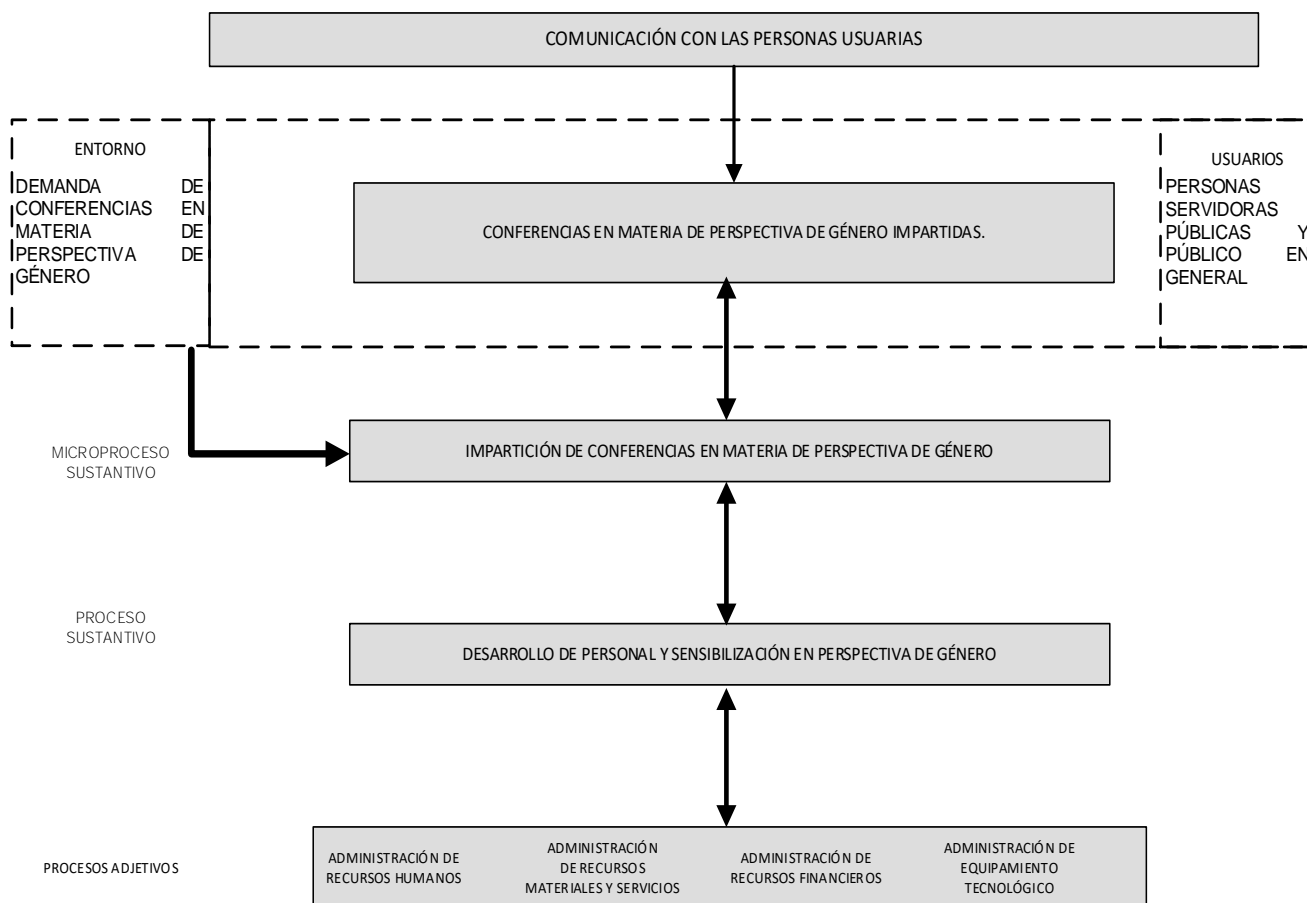 COMUNICACIÓN CON LAS PERSONAS USUARIAS
ENTORNO
DEMANDA DE
CONFERENCIAS EN
MATERIA DE
PERSPECTIVA DE
GÉNERO
CONFERENCIAS EN MATERIA DE PERSPECTIVA DE GÉNERO IMPARTIDAS.
USUARIOS
PERSONAS
SERVIDORAS
PÚBLICAS Y
PÚBLICO EN
GENERAL
MICROPROCESO
SUSTANTIVO
IMPARTICIÓN DE CONFERENCIAS EN MATERIA DE PERSPECTIVA DE GÉNERO
PROCESO
SUSTANTIVO
DESARROLLO DE PERSONAL Y SENSIBILIZACIÓN EN PERSPECTIVA DE GÉNERO
PROCESOS ADJETIVOS
ADMINISTRACIÓN DE
RECURSOS HUMANOS
ADMINISTRACIÓN
DE RECURSOS
MATERIALES Y SERVICIOS
ADMINISTRACIÓN DE
RECURSOS FINANCIEROS
ADMINISTRACIÓN DE
EQUIPAMIENTO
TECNOLÓGICO